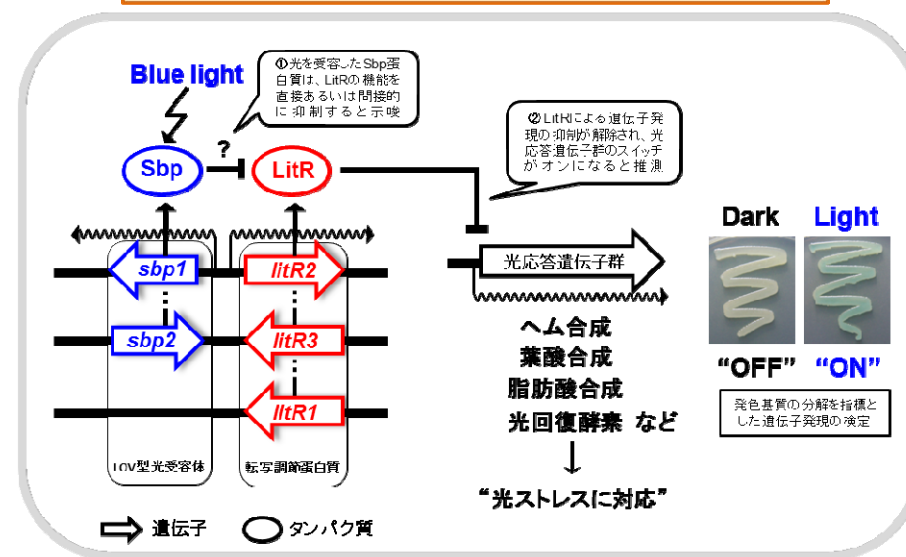 Blue light
①光を受容したSbp蛋
白質は、LitRの機能を
直接あるいは間接的
に抑制すると示唆
②LitRによる遺伝子発
現の抑制が解除され、光
応答遺伝子群のスイッチ
がオンになると推測
Sbp
?
LitR
Dark
Light
sbp1
litR2
光応答遺伝子群
sbp2
litR3
ヘム合成
葉酸合成
脂肪酸合成
光回復酵素 など
“OFF”
“ON”
発色基質の分解を指標と
した遺伝子発現の検定
litR1
LOV型光受容体
転写調節蛋白質
“光ストレスに対応”
遺伝子
タンパク質